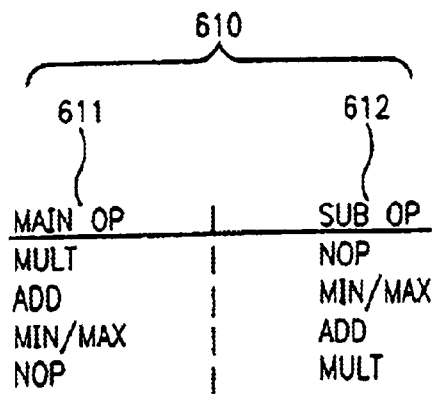 610
611 612
MAIN OP | SUB OP
MULT | NOP
ADD | MIN/MAX
MIN/MAX | ADD
NOP | MULT